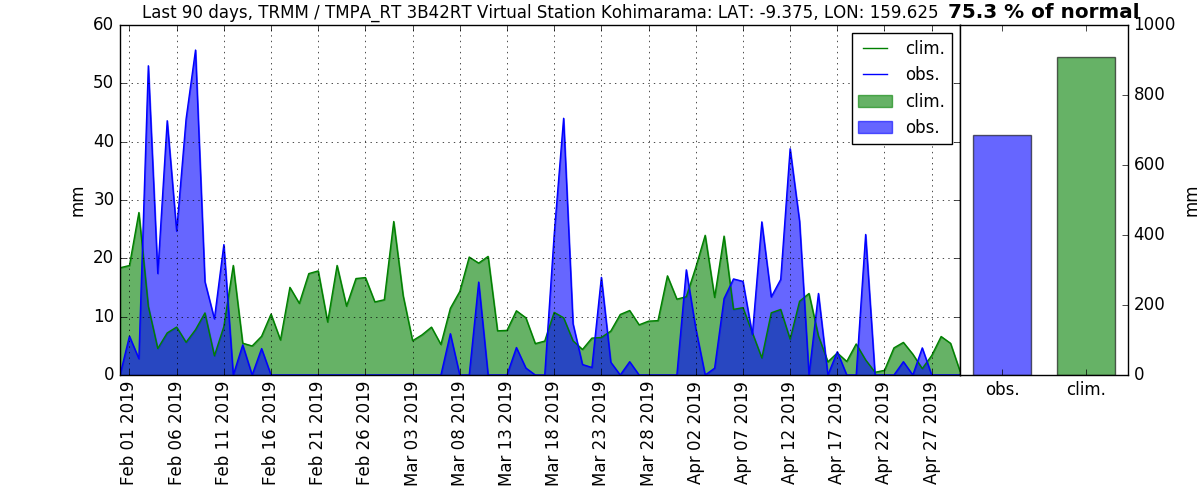 Last 90 days, TRMM / TMPA_RT 3B42RT Virtual Station Kohimarama: LAT: -9.375, LON: 159.625 75.3 % of normal
60
50
40
30
20
10
0
mm
clim.
obs.
clim.
obs.
1000
800
600
400
200
0
mm
obs.
clim.
Feb 01 2019
Feb 06 2019
Feb 11 2019
Feb 16 2019
Feb 21 2019
Feb 26 2019
Mar 03 2019
Mar 08 2019
Mar 13 2019
Mar 18 2019
Mar 23 2019
Mar 28 2019
Apr 02 2019
Apr 07 2019
Apr 12 2019
Apr 17 2019
Apr 22 2019
Apr 27 2019